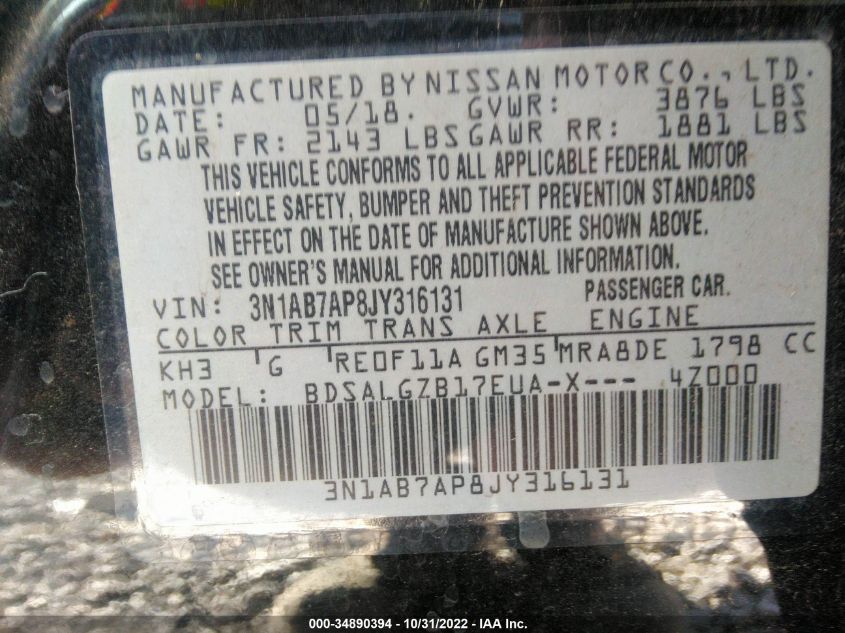 MANUFACTURED BY NISSAN MOTOR CO., LTD.
DATE: 05/18. GVWR: 3876 LBS
GAWR FR: 2143 LBS GAWR RR: 1881 LBS
THIS VEHICLE CONFORMS TO ALL APPLICABLE FEDERAL MOTOR
VEHICLE SAFETY, BUMPER AND THEFT PREVENTION STANDARDS
IN EFFECT ON THE DATE OF MANUFACTURE SHOWN ABOVE.
SEE OWNER'S MANUAL FOR ADDITIONAL INFORMATION.
VIN: 3N1AB7AP8JY316131 PASSENGER CAR.
COLOR TRIM TRANS AXLE ENGINE
KH3 G RE0F11A GM35 MRA8DE 1798 CC
MODEL: BDSALGZB17EUA-X--- 4Z000
3N1AB7AP8JY316131
000-34890394 - 10/31/2022 - IAA Inc.